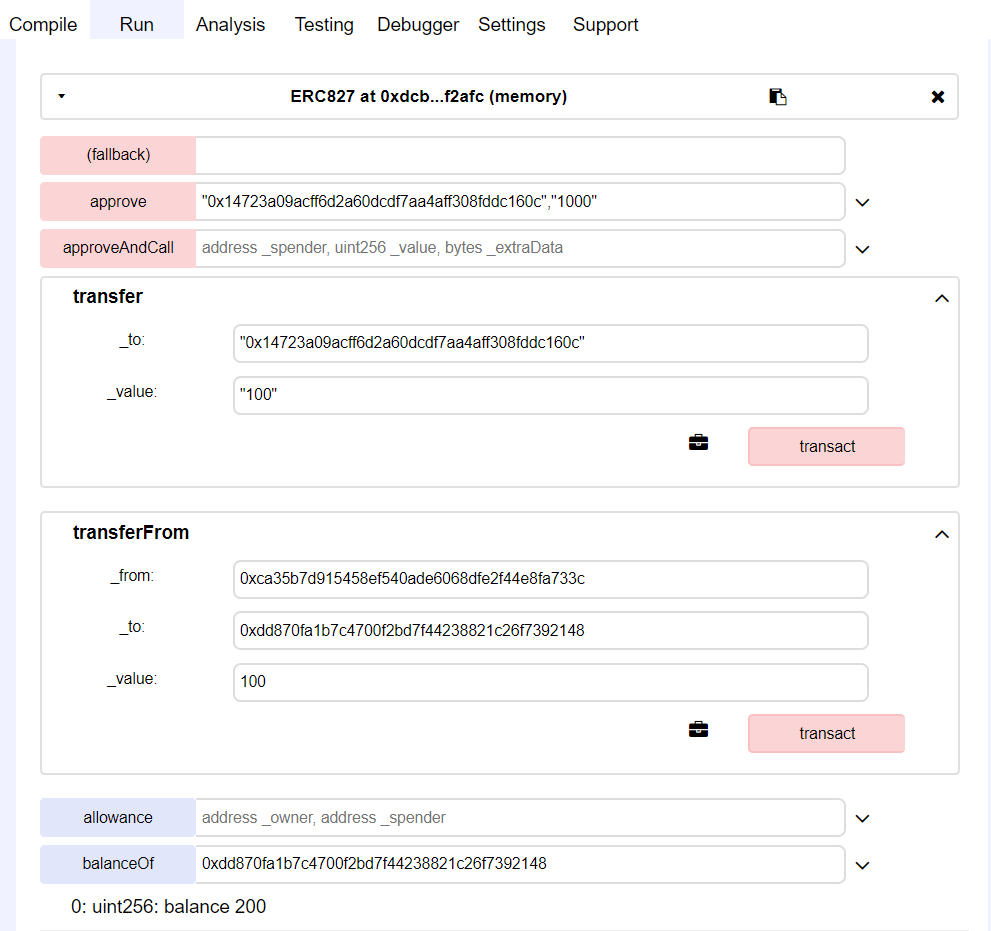 Compile Run Analysis Testing Debugger Settings Support
ERC827 at 0xdcb...f2afc (memory)
(fallback)
approve "0x14723a09acff6d2a60dcdf7aa4aff308fddc160c","1000"
approveAndCall address _spender, uint256 _value, bytes _extraData
transfer
_to: "0x14723a09acff6d2a60dcdf7aa4aff308fddc160c"
_value: "100"
transact
transferFrom
_from: 0xca35b7d915458ef540ade6068dfe2f44e8fa733c
_to: 0xdd870fa1b7c4700f2bd7f44238821c26f7392148
_value: 100
transact
allowance address _owner, address _spender
balanceOf 0xdd870fa1b7c4700f2bd7f44238821c26f7392148
0: uint256: balance 200